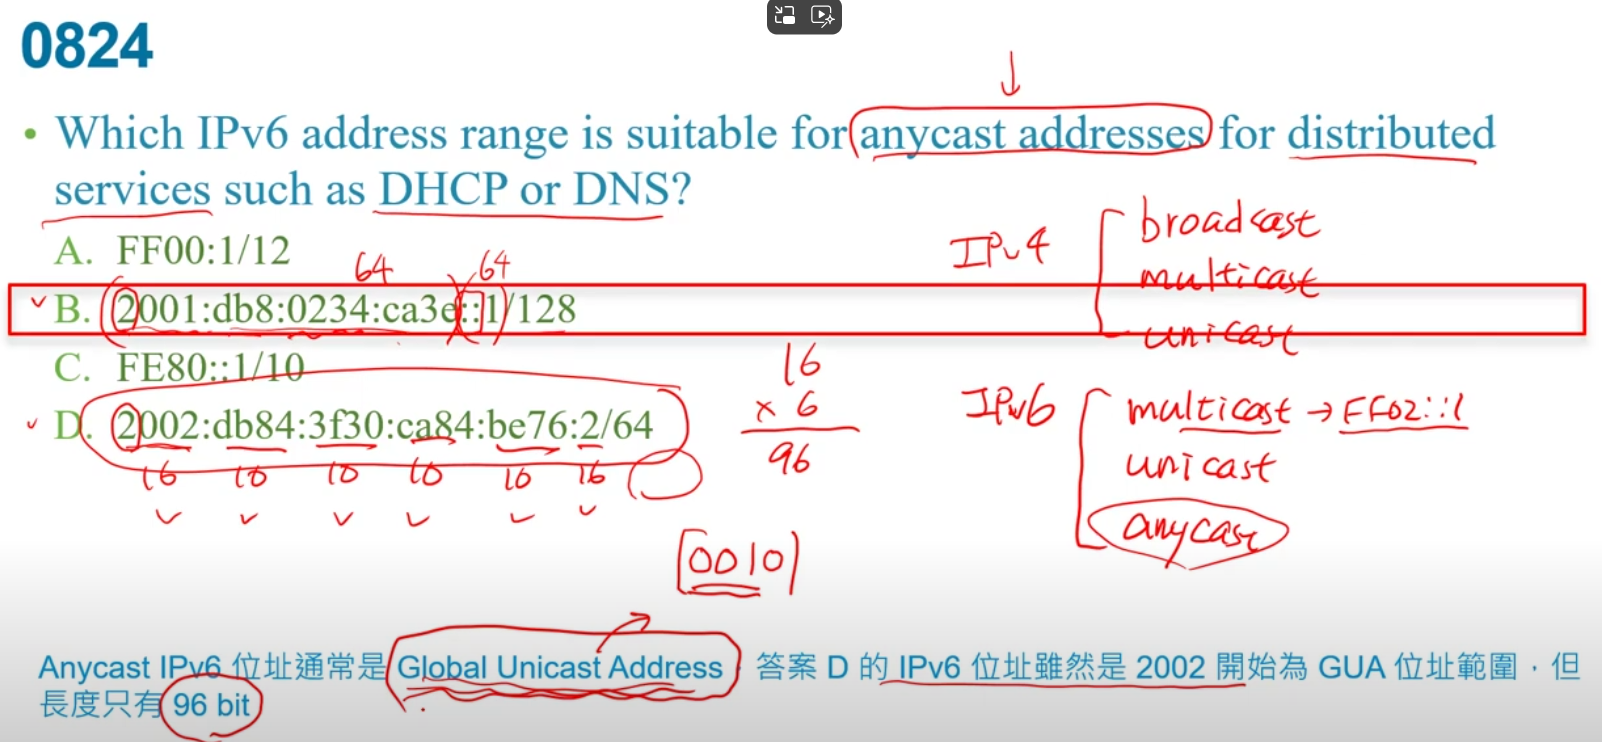 0824
• Which IPv6 address range is suitable for anycast addresses for distributed
services such as DHCP or DNS?
A. FF00:1/12
64 64
B. 2001:db8:0234:ca3e::1/128
C. FE80::1/10
D. 2002:db84:3f30:ca84:be76:2/64
16 16 16 16 16 16
16
x 6
96
IPv4
broadcast
multicast
unicast
IPv6
multicast → FF02::1
unicast
anycast
[0010]
Anycast IPv6 位址通常是 Global Unicast Address，答案 D 的 IPv6 位址雖然是 2002 開始為 GUA 位址範圍，但
長度只有 96 bit